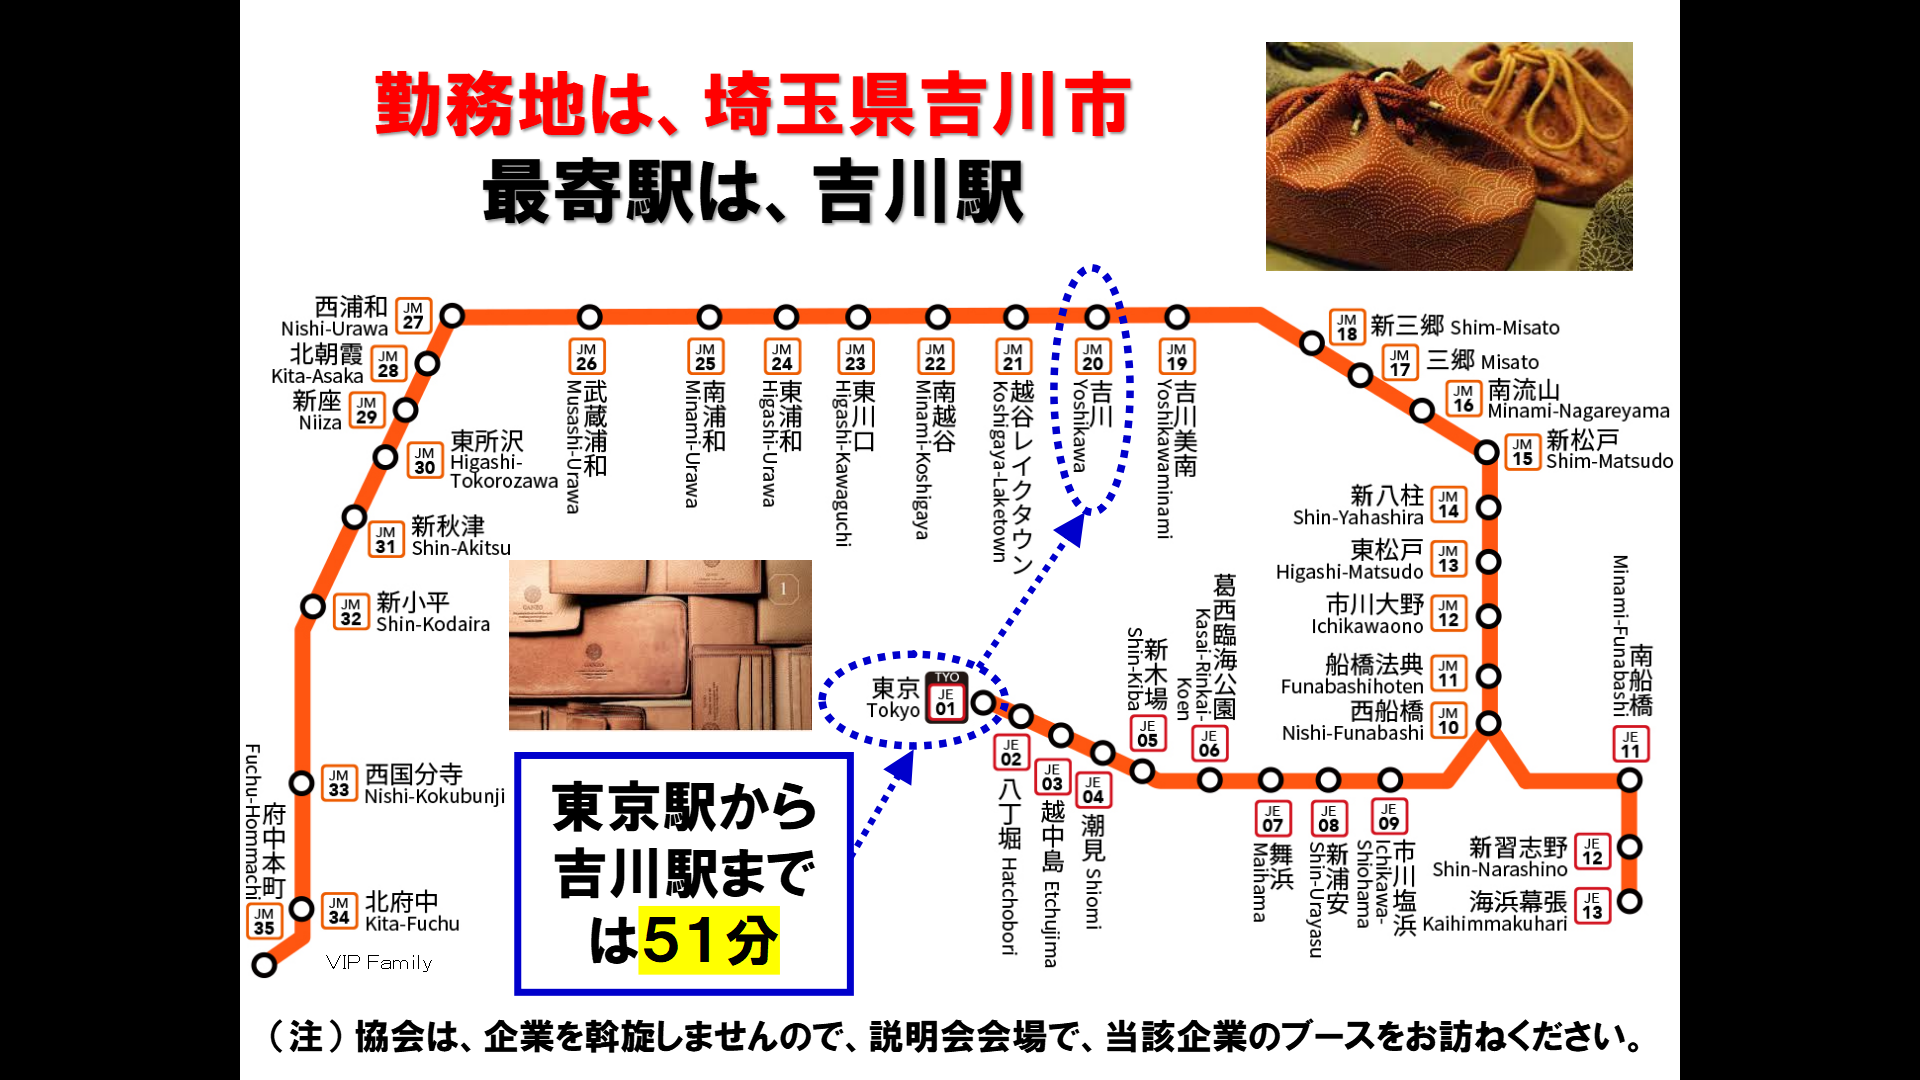 勤務地は、埼玉県吉川市
最寄駅は、吉川駅
西浦和
Nishi-Urawa
JM
27
北朝霞
Kita-Asaka
JM
28
新座
Niiza
JM
29
東所沢
Higashi-
Tokorozawa
JM
30
新秋津
Shin-Akitsu
JM
31
新小平
Shin-Kodaira
JM
32
西国分寺
Nishi-Kokubunji
JM
33
北府中
Kita-Fuchu
JM
34
府中本町
Fuchu-Hommachi
JM
35
VIP Family
JM
26
武蔵浦和
Musashi-Urawa
JM
25
南浦和
Minami-Urawa
JM
24
東浦和
Higashi-Urawa
JM
23
東川口
Higashi-Kawaguchi
JM
22
南越谷
Minami-Koshigaya
JM
21
越谷レイクタウン
Koshigaya-Laketown
JM
20
吉川
Yoshikawa
JM
19
吉川美南
Yoshikawaminami
JM
18
新三郷 Shim-Misato
JM
17
三郷 Misato
JM
16
南流山
Minami-Nagareyama
JM
15
新松戸
Shim-Matsudo
新八柱
Shin-Yahashira
JM
14
東松戸
Higashi-Matsudo
JM
13
市川大野
Ichikawaono
JM
12
船橋法典
Funabashihoten
JM
11
西船橋
Nishi-Funabashi
JM
10
東京
Tokyo
TYO
JE
01
JE
02
八丁堀 Hatchobori
JE
03
越中島 Etchujima
JE
04
潮見 Shiomi
新木場
Shin-Kiba
JE
05
葛西臨海公園
Kasai-Rinkai-
Koen
JE
06
JE
07
舞浜
Maihama
JE
08
新浦安
Shin-Urayasu
JE
09
市川塩浜
Ichikawa-
Shiohama
南船橋
Minami-Funabashi
JE
11
新習志野
Shin-Narashino
JE
12
海浜幕張
Kaihimmakuhari
JE
13
東京駅から
吉川駅まで
は51分
（注）協会は、企業を斡旋しませんので、説明会会場で、当該企業のブースをお訪ねください。